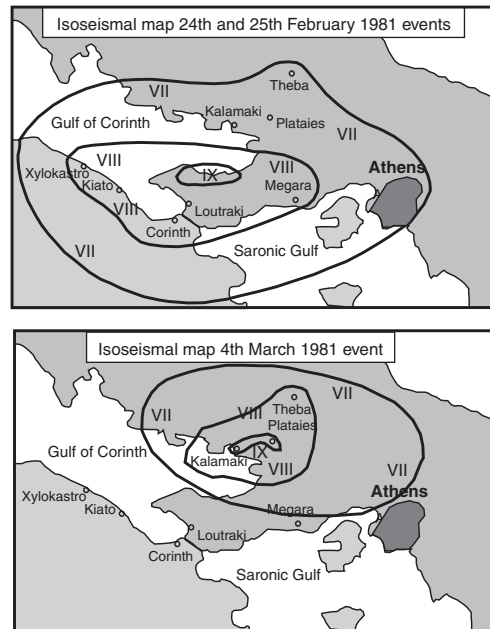 Isoseismal map 24th and 25th February 1981 events
VII
Theba
Kalamaki
Plataies
Gulf of Corinth
VII
VIII
VIII
Athens
Xylokastro
IX
Kiato
Megara
VIII
Loutraki
Corinth
VII
Saronic Gulf
Isoseismal map 4th March 1981 event
VII
VII
VIII
Theba
Plataies
Gulf of Corinth
IX
Kalamaki
VIII
VII
Athens
Xylokastro
Kiato
Megara
Loutraki
Corinth
Saronic Gulf